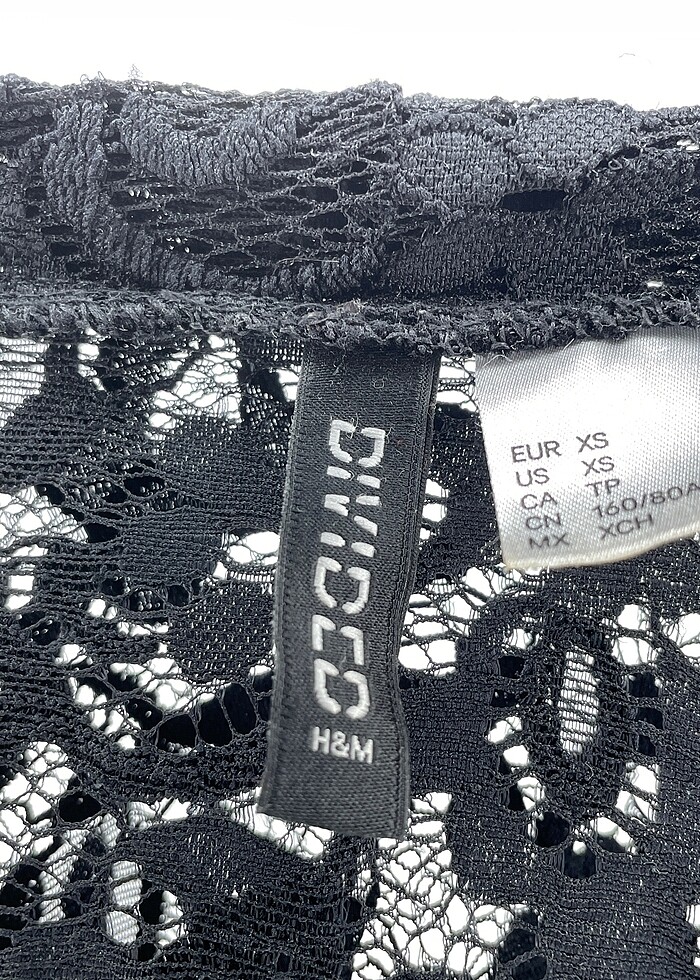 DIVIDED
H&M
EUR XS
US XS
CA TP
CN 160/80A
MX XCH